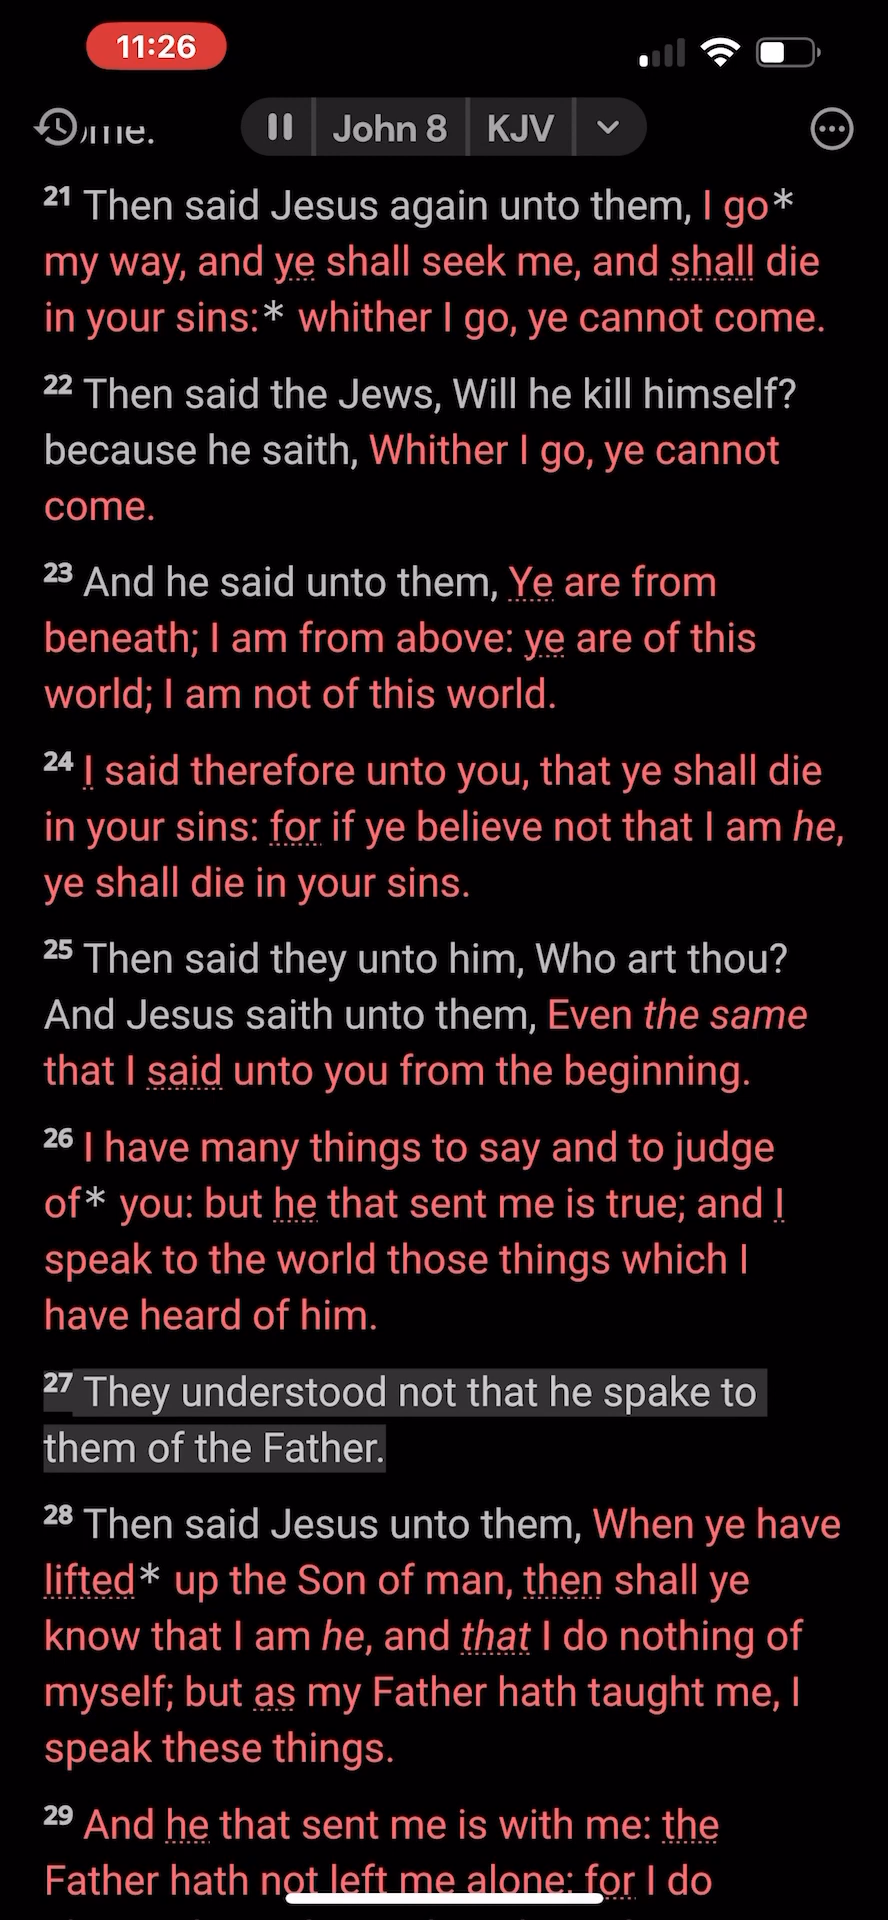 11:26
John 8 KJV
me.
21 Then said Jesus again unto them, I go*
my way, and ye shall seek me, and shall die
in your sins:* whither I go, ye cannot come.
22 Then said the Jews, Will he kill himself?
because he saith, Whither I go, ye cannot
come.
23 And he said unto them, Ye are from
beneath; I am from above: ye are of this
world; I am not of this world.
24 I said therefore unto you, that ye shall die
in your sins: for if ye believe not that I am he,
ye shall die in your sins.
25 Then said they unto him, Who art thou?
And Jesus saith unto them, Even the same
that I said unto you from the beginning.
26 I have many things to say and to judge
of* you: but he that sent me is true; and I
speak to the world those things which I
have heard of him.
27 They understood not that he spake to
them of the Father.
28 Then said Jesus unto them, When ye have
lifted* up the Son of man, then shall ye
know that I am he, and that I do nothing of
myself; but as my Father hath taught me, I
speak these things.
29 And he that sent me is with me: the
Father hath not left me alone; for I do